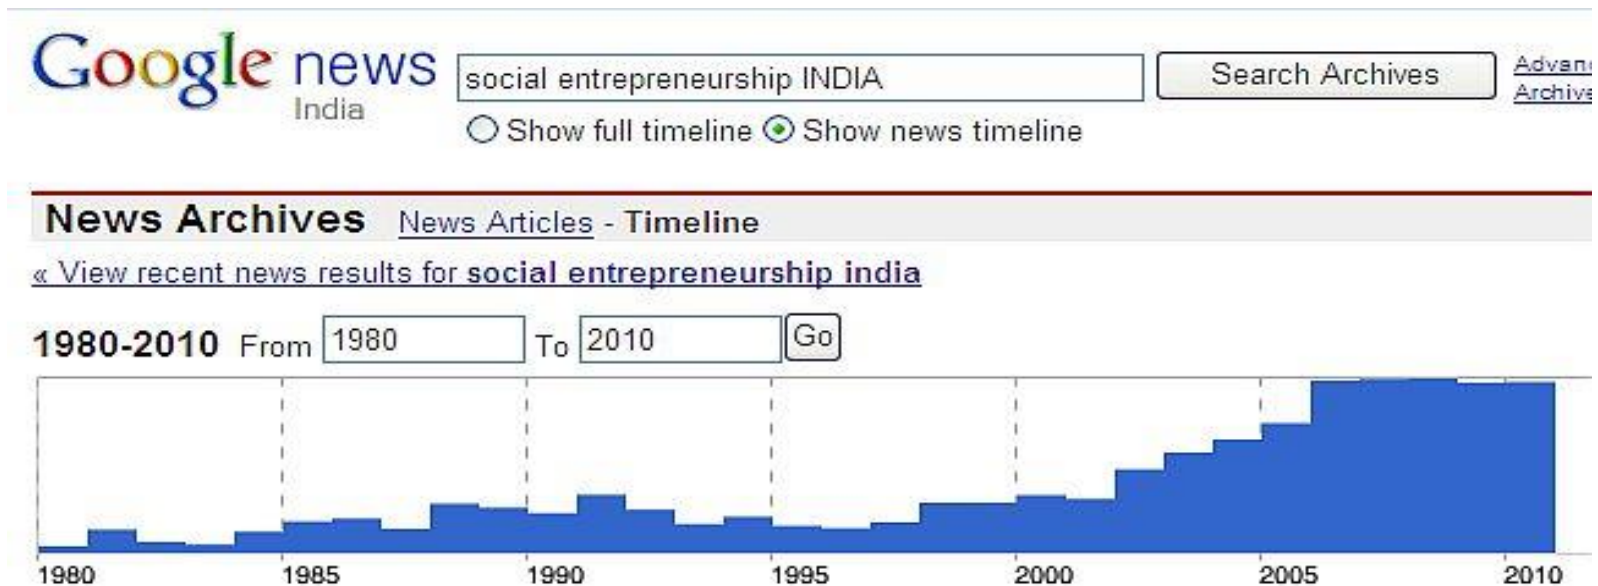 Google news
India
social entrepreneurship INDIA
Search Archives
Show full timeline Show news timeline
News Archives News Articles - Timeline
« View recent news results for social entrepreneurship india
1980-2010 From 1980 To 2010 Go
1980 1985 1990 1995 2000 2005 2010